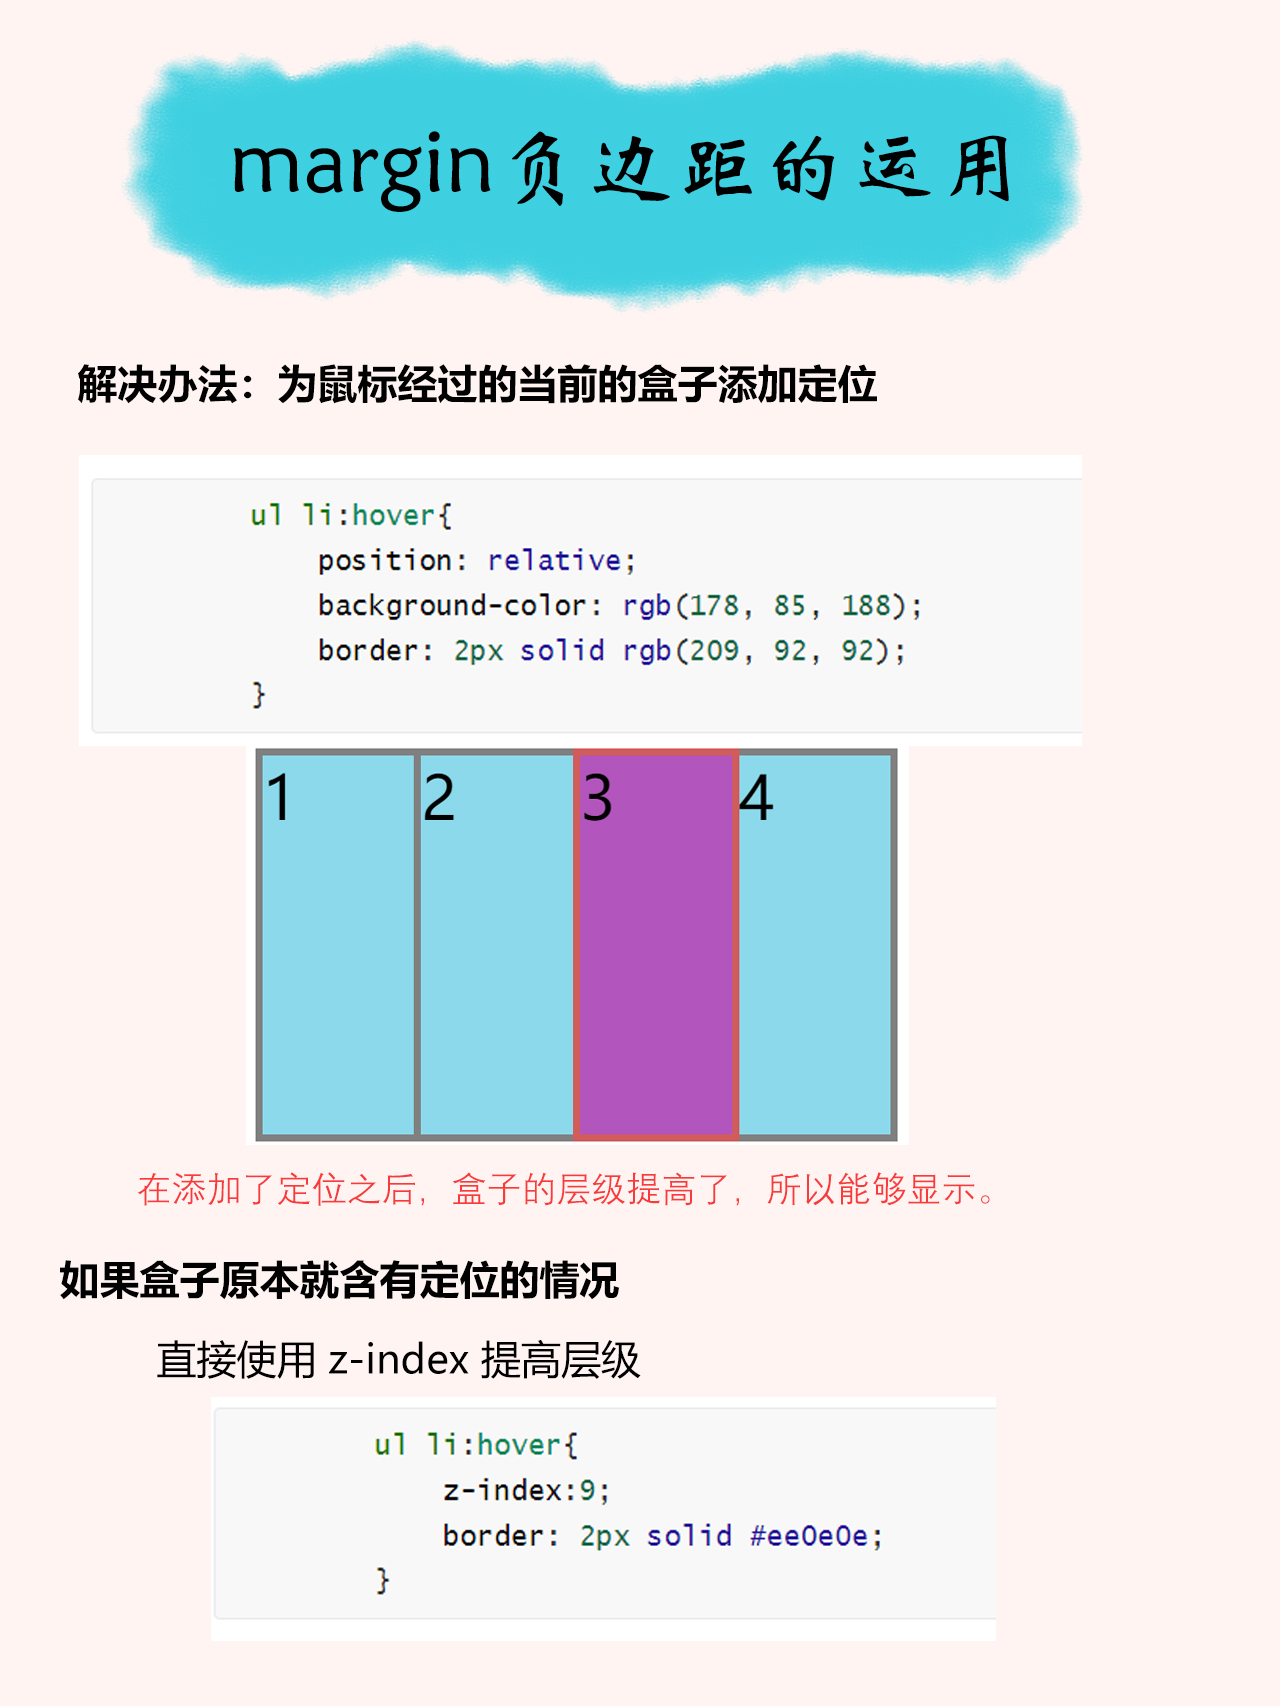 margin负边距的运用
解决办法：为鼠标经过的当前的盒子添加定位
ul li:hover{
position: relative;
background-color: rgb(178, 85, 188);
border: 2px solid rgb(209, 92, 92);
}
1 2 3 4
在添加了定位之后，盒子的层级提高了，所以能够显示。
如果盒子原本就含有定位的情况
直接使用 z-index 提高层级
ul li:hover{
z-index:9;
border: 2px solid #ee0e0e;
}